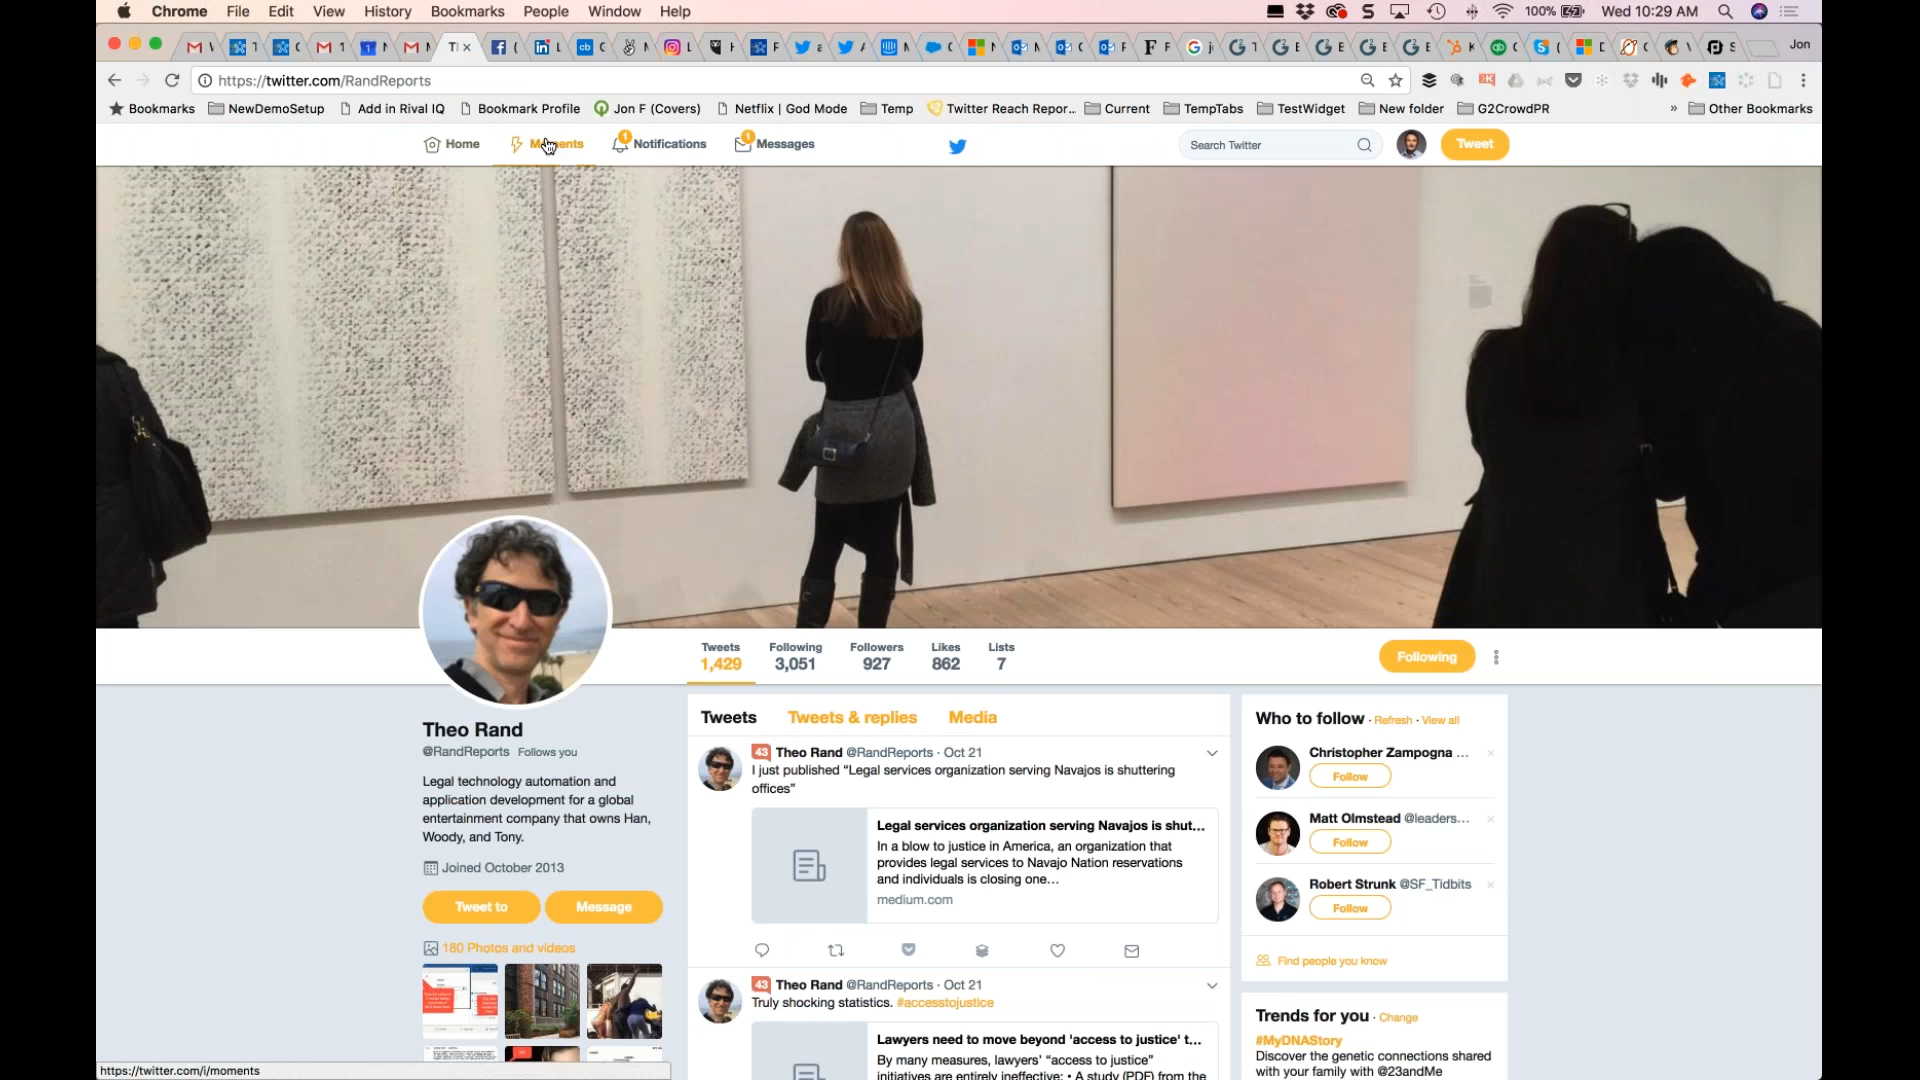 Chrome File Edit View History Bookmarks People Window Help 100% Wed 10:29 AM
Jon
https://twitter.com/RandReports
Bookmarks NewDemoSetup Add in Rival IQ Bookmark Profile Jon F (Covers) Netflix | God Mode Temp Twitter Reach Repor... Current TempTabs TestWidget New folder G2CrowdPR » Other Bookmarks
Home Moments 1 Notifications 1 Messages Search Twitter Tweet
Tweets Following Followers Likes Lists
1,429 3,051 927 862 7
Following
Theo Rand
@RandReports Follows you
Legal technology automation and
application development for a global
entertainment company that owns Han,
Woody, and Tony.
Joined October 2013
Tweet to Message
180 Photos and videos
Tweets Tweets & replies Media
43 Theo Rand @RandReports · Oct 21
I just published “Legal services organization serving Navajos is shuttering
offices”
Legal services organization serving Navajos is shut...
In a blow to justice in America, an organization that
provides legal services to Navajo Nation reservations
and individuals is closing one…
medium.com
43 Theo Rand @RandReports · Oct 21
Truly shocking statistics. #accesstojustice
Lawyers need to move beyond 'access to justice' t...
By many measures, lawyers’ “access to justice”
initiatives are entirely ineffective: • A study (PDF) from the
Who to follow · Refresh · View all
Christopher Zampogna ...
Follow
Matt Olmstead @leaders...
Follow
Robert Strunk @SF_Tidbits
Follow
Find people you know
Trends for you · Change
#MyDNAStory
Discover the genetic connections shared
with your family with @23andMe
https://twitter.com/i/moments